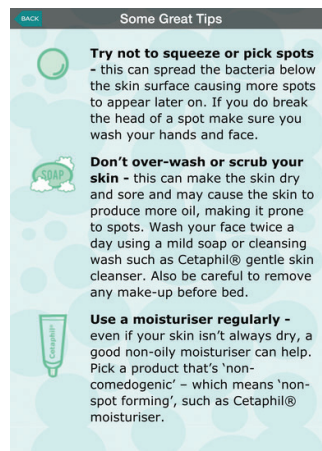 BACK
Some Great Tips
Try not to squeeze or pick spots
- this can spread the bacteria below
the skin surface causing more spots
to appear later on. If you do break
the head of a spot make sure you
wash your hands and face.
SOAP
Don't over-wash or scrub your
skin - this can make the skin dry
and sore and may cause the skin to
produce more oil, making it prone
to spots. Wash your face twice a
day using a mild soap or cleansing
wash such as Cetaphil® gentle skin
cleanser. Also be careful to remove
any make-up before bed.
Use a moisturiser regularly -
even if your skin isn't always dry, a
good non-oily moisturiser can help.
Pick a product that's 'non-
comedogenic' – which means 'non-
spot forming', such as Cetaphil®
moisturiser.
Cetaphil®